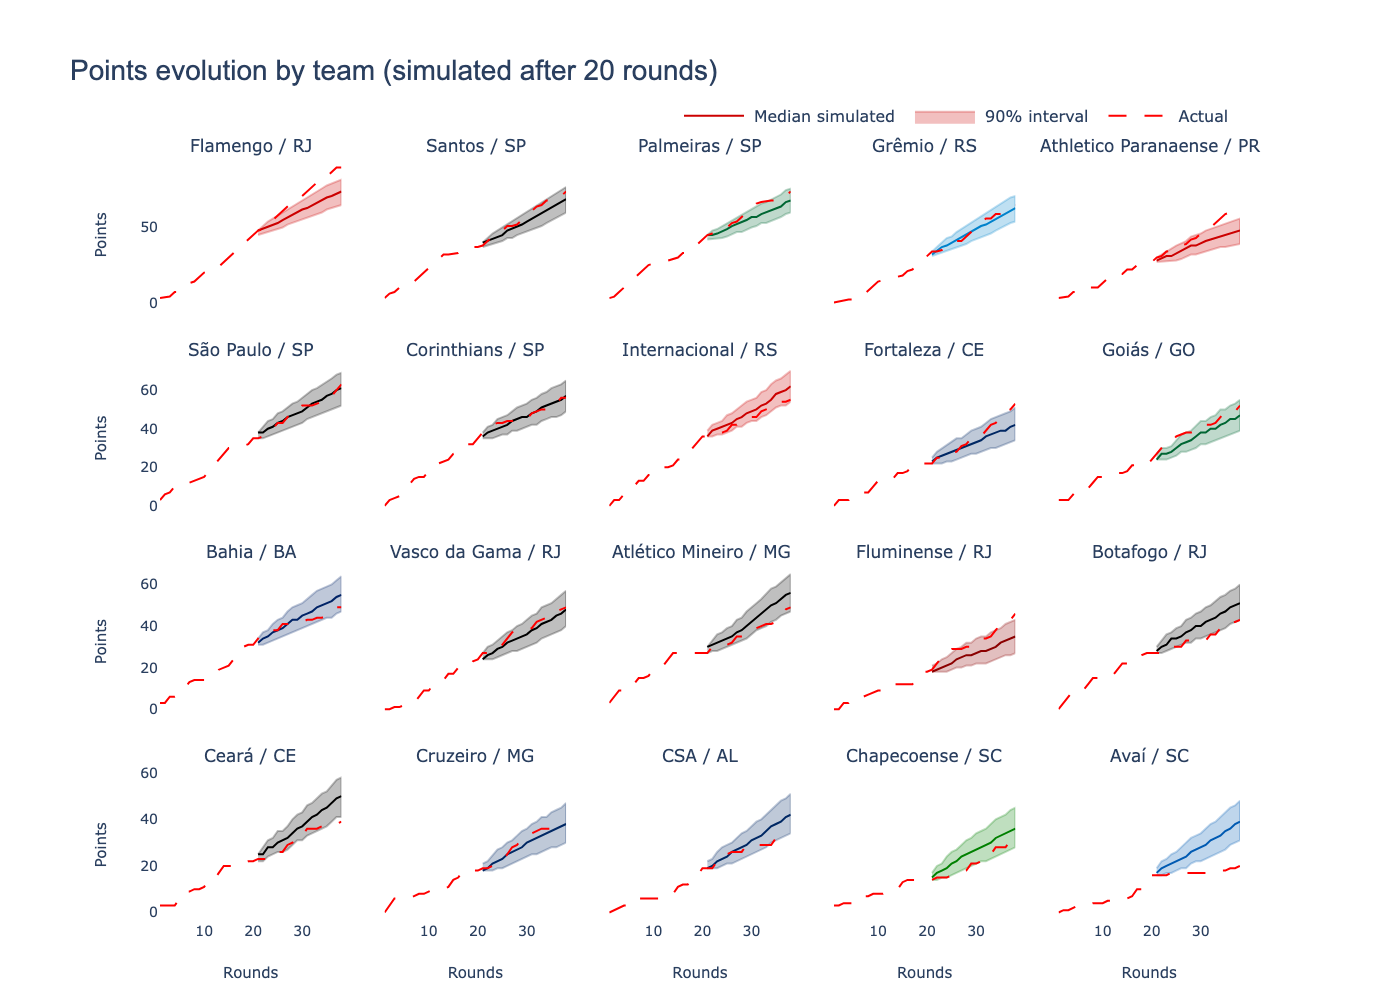 Points evolution by team (simulated after 20 rounds)
Median simulated 90% interval Actual
Flamengo / RJ Santos / SP Palmeiras / SP Grêmio / RS Athletico Paranaense / PR
Points
50
0
São Paulo / SP Corinthians / SP Internacional / RS Fortaleza / CE Goiás / GO
Points
60
40
20
0
Bahia / BA Vasco da Gama / RJ Atlético Mineiro / MG Fluminense / RJ Botafogo / RJ
Points
60
40
20
0
Ceará / CE Cruzeiro / MG CSA / AL Chapecoense / SC Avaí / SC
Points
60
40
20
0
10 20 30 10 20 30 10 20 30 10 20 30 10 20 30
Rounds Rounds Rounds Rounds Rounds